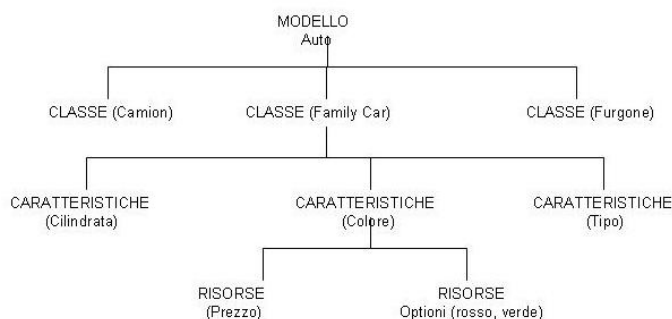 MODELLO
Auto
CLASSE (Camion)
CLASSE (Family Car)
CLASSE (Furgone)
CARATTERISTICHE
(Cilindrata)
CARATTERISTICHE
(Colore)
CARATTERISTICHE
(Tipo)
RISORSE
(Prezzo)
RISORSE
Optioni (rosso, verde)